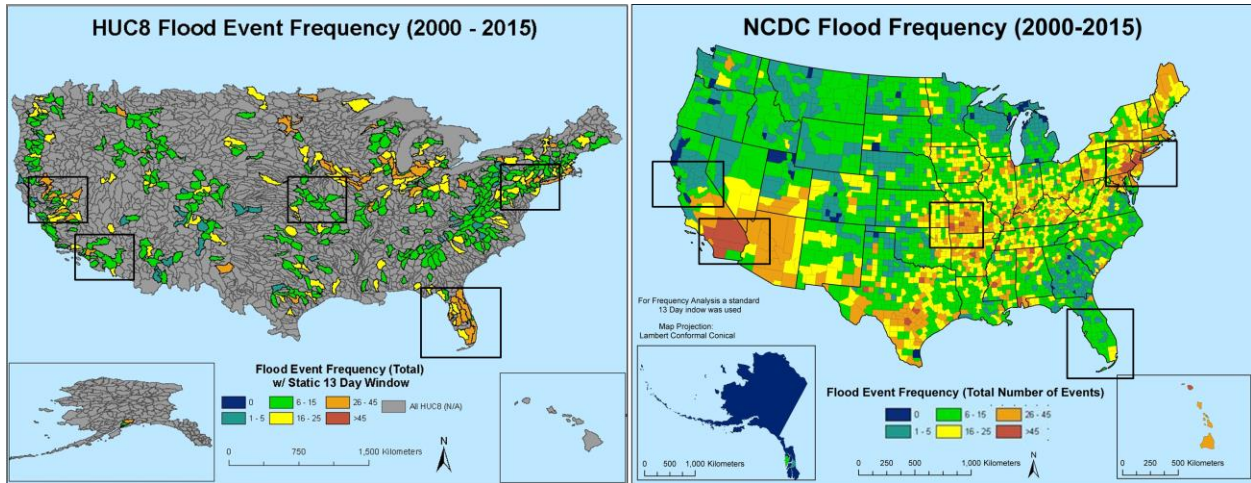 HUC8 Flood Event Frequency (2000 - 2015)
Flood Event Frequency (Total)
w/ Static 13 Day Window
0
6 - 15
26 - 45
All HUC8 (N/A)
1 - 5
16 - 25
>45
N
0
750
1,500 Kilometers
NCDC Flood Frequency (2000-2015)
For Frequency Analysis a standard
13 Day indow was used
Map Projection:
Lambert Conformal Conical
0
500
1,000 Kilometers
Flood Event Frequency (Total Number of Events)
0
6 - 15
26 - 45
1 - 5
16 - 25
>45
0
500
1,000 Kilometers
N
0
250
500 Kilometers